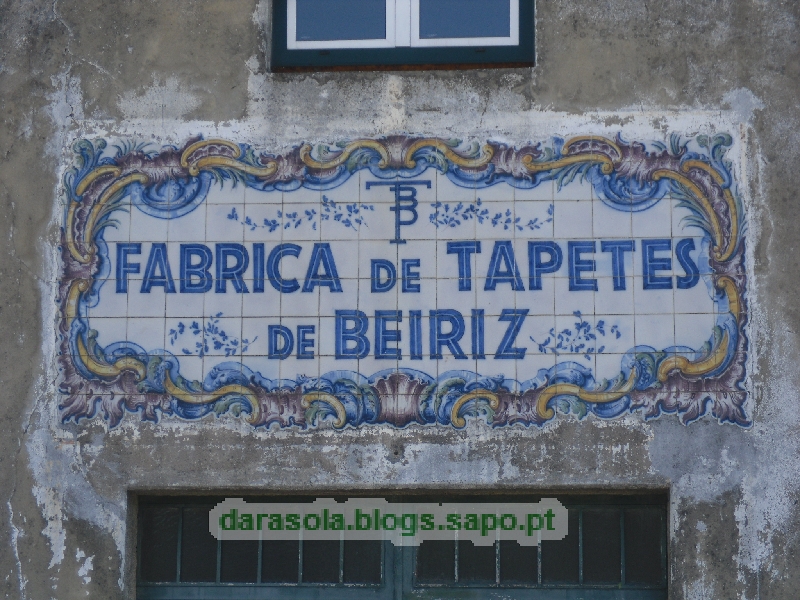 TB
FABRICA DE TAPETES
DE BEIRIZ
darasola.blogs.sapo.pt